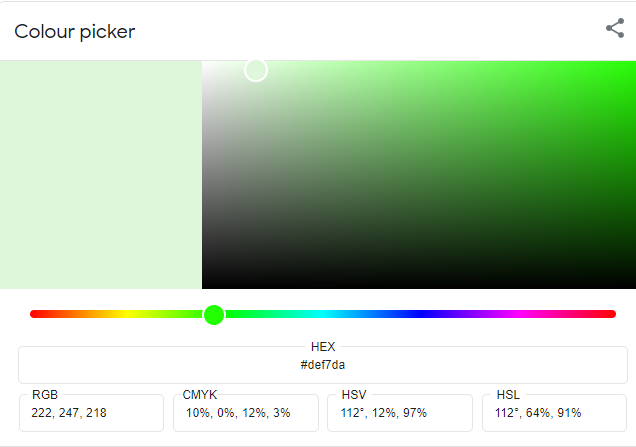 Colour picker
HEX
#def7da
RGB
222, 247, 218
CMYK
10%, 0%, 12%, 3%
HSV
112°, 12%, 97%
HSL
112°, 64%, 91%